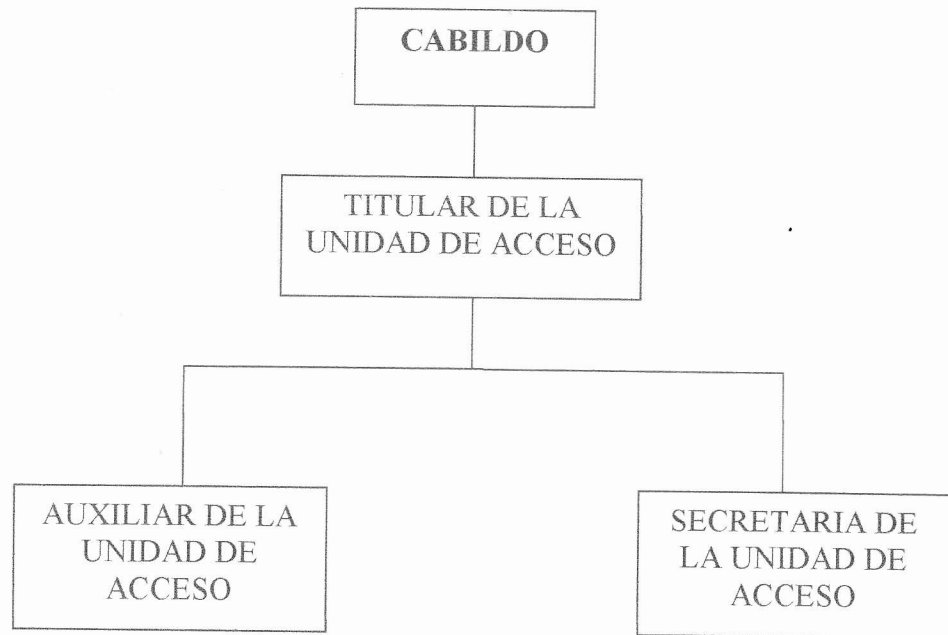 CABILDO
TITULAR DE LA
UNIDAD DE ACCESO
AUXILIAR DE LA
UNIDAD DE
ACCESO
SECRETARIA DE
LA UNIDAD DE
ACCESO